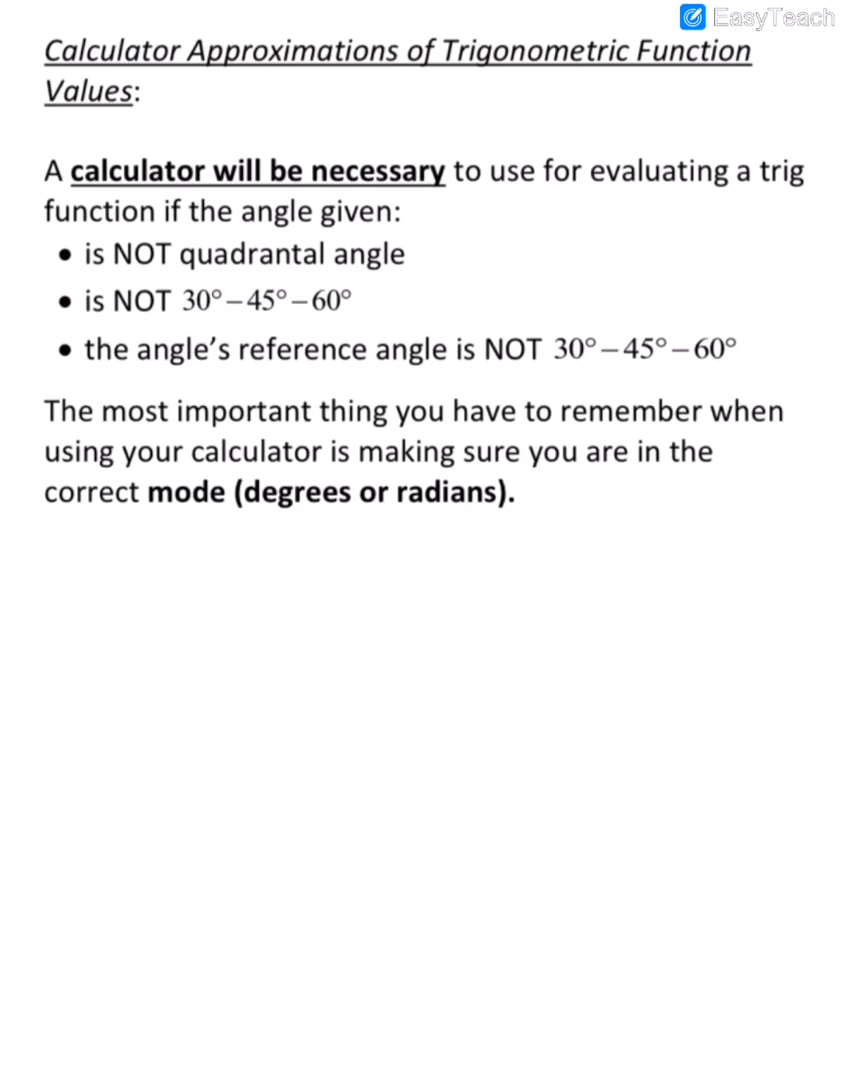 EasyTeach
Calculator Approximations of Trigonometric Function
Values:
A calculator will be necessary to use for evaluating a trig
function if the angle given:
• is NOT quadrantal angle
• is NOT 30° – 45° – 60°
• the angle’s reference angle is NOT 30° – 45° – 60°
The most important thing you have to remember when
using your calculator is making sure you are in the
correct mode (degrees or radians).